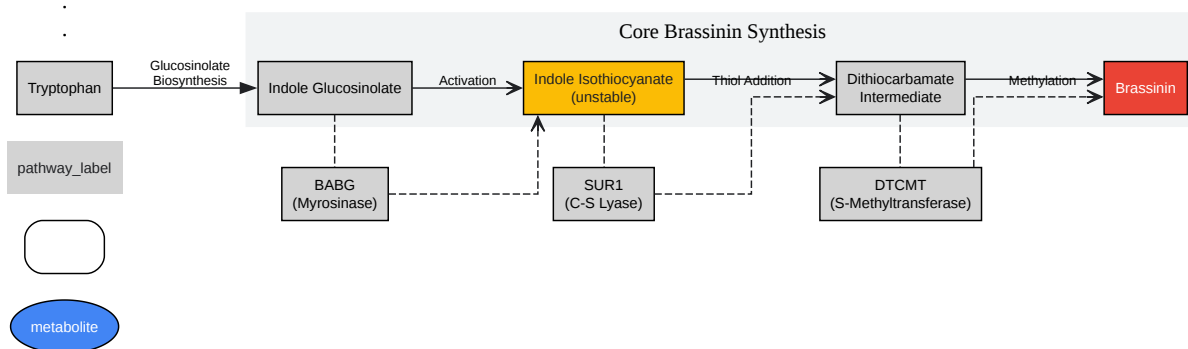 Core Brassinin Synthesis
Tryptophan
Glucosinolate
Biosynthesis
Indole Glucosinolate
Activation
Indole Isothiocyanate
(unstable)
Thiol Addition
Dithiocarbamate
Intermediate
Methylation
Brassinin
pathway_label
BABG
(Myrosinase)
SUR1
(C-S Lyase)
DTCMT
(S-Methyltransferase)
metabolite